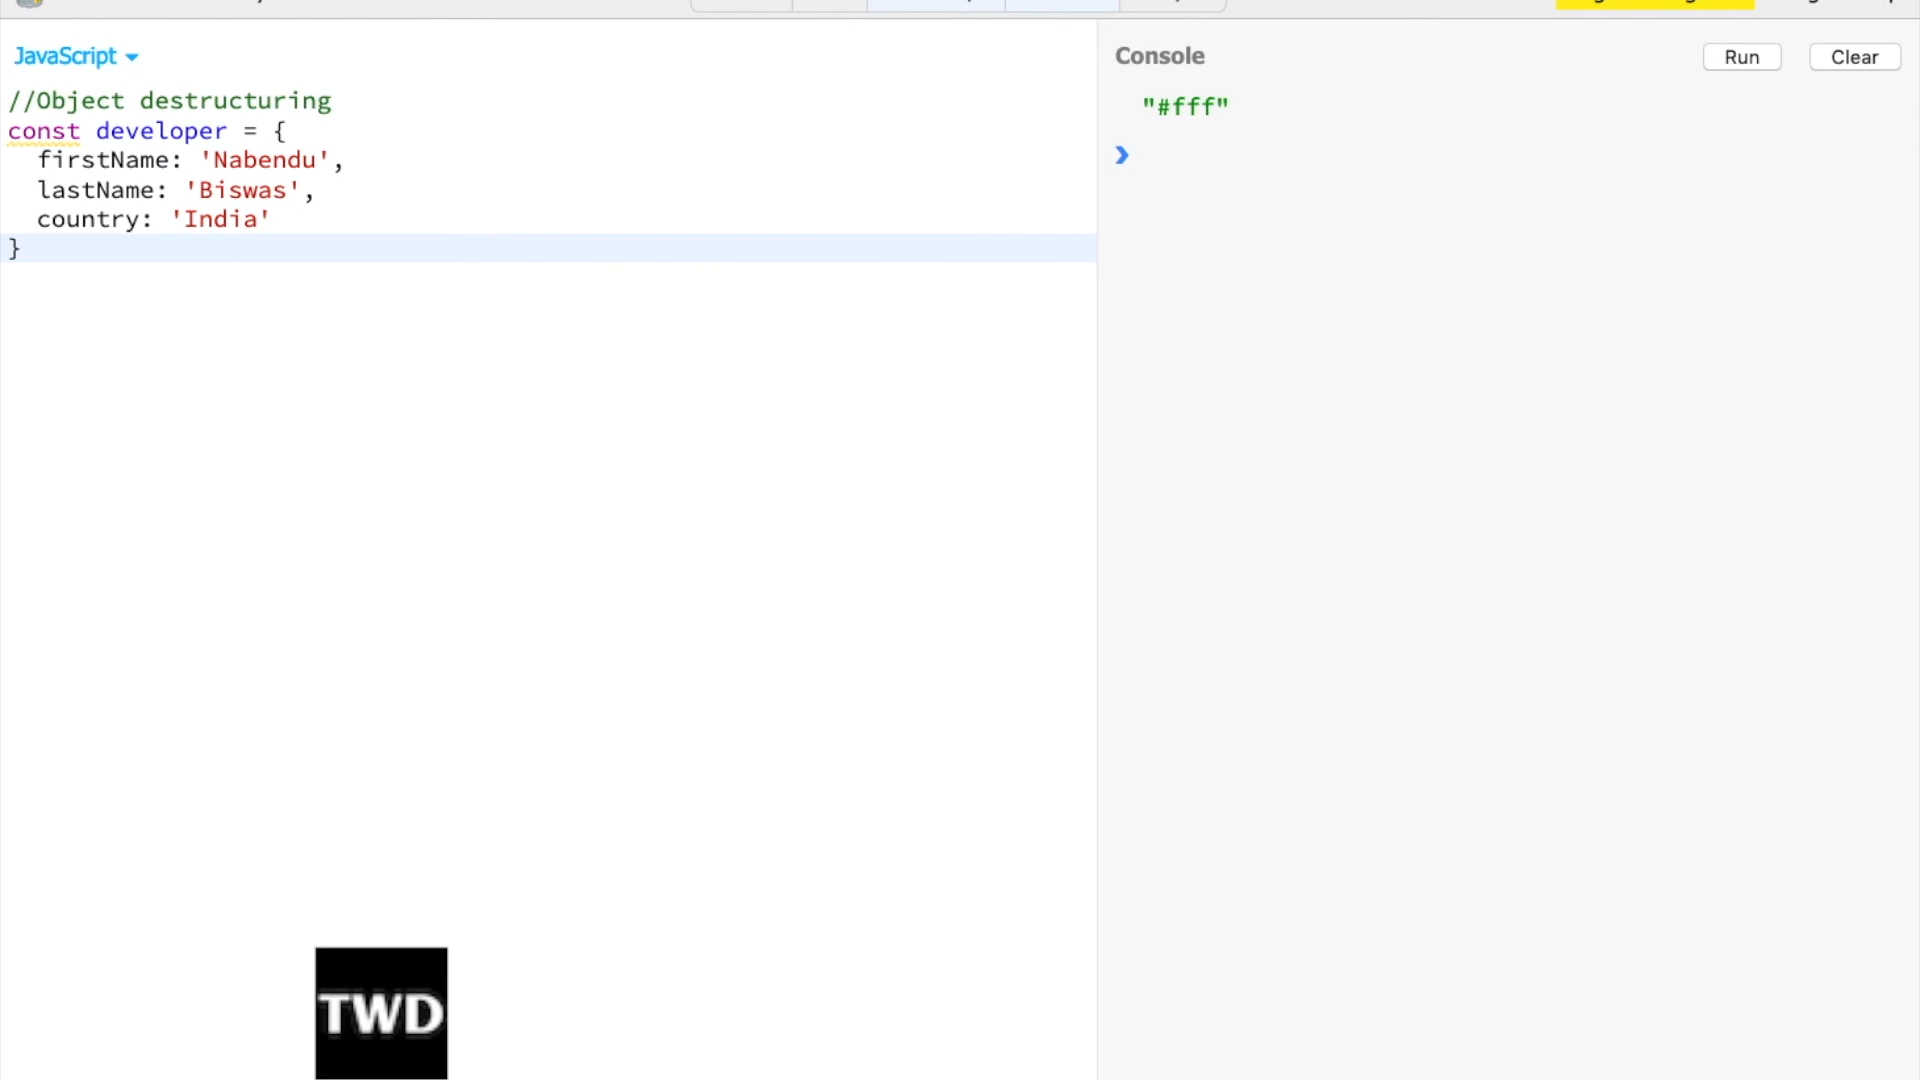 JavaScript
//Object destructuring
const developer = {
  firstName: 'Nabendu',
  lastName: 'Biswas',
  country: 'India'
}
Console
Run
Clear
"#fff"
TWD